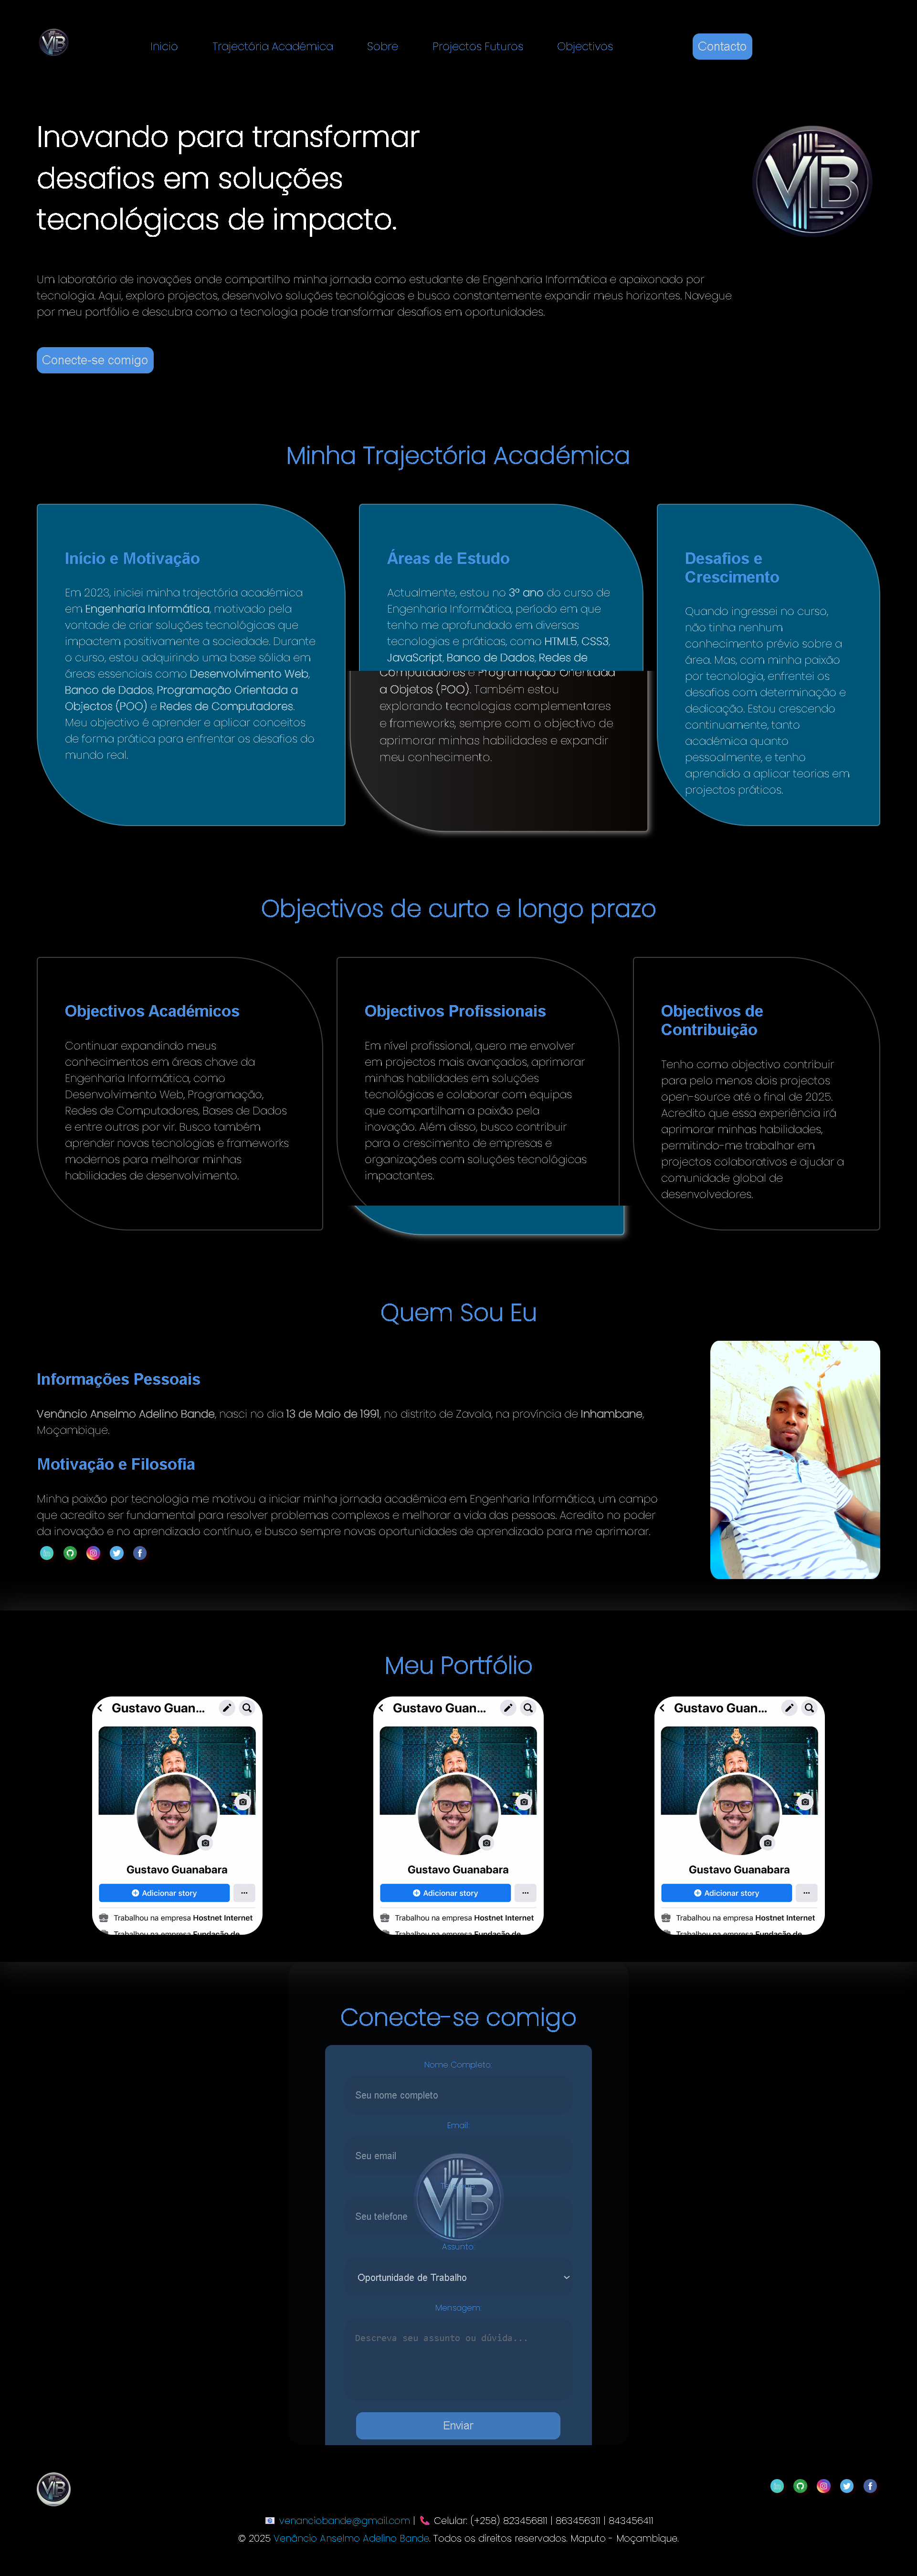 VIB
Inicio
Trajectória Acadêmica
Sobre
Projectos Futuros
Objectivos
Contacto
Inovando para transformar
desafios em soluções
tecnológicas de impacto.
VIB
Um laboratório de inovações onde compartilho minha jornada como estudante de Engenharia Informática e apaixonado por
tecnologia. Aqui, exploro projectos, desenvolvo soluções tecnológicas e busco constantemente expandir meus horizontes. Navegue
por meu portfólio e descubra como a tecnologia pode transformar desafios em oportunidades.
Conecte-se comigo
Minha Trajectória Académica
Início e Motivação
Em 2023, iniciei minha trajectória acadêmica
em Engenharia Informática, motivado pela
vontade de criar soluções tecnológicas que
impactem positivamente a sociedade. Durante
o curso, estou adquirindo uma base sólida em
áreas essenciais como Desenvolvimento Web,
Banco de Dados, Programação Orientada a
Objectos (POO) e Redes de Computadores.
Meu objectivo é aprender e aplicar conceitos
de forma prática para enfrentar os desafios do
mundo real.
Áreas de Estudo
Actualmente, estou no 3º ano do curso de
Engenharia Informática, período em que
tenho me aprofundado em diversas
tecnologias e práticas, como HTML5, CSS3,
JavaScript, Banco de Dados, Redes de
Computadores e Programação Orientada
a Objetos (POO). Também estou
explorando tecnologias complementares
e frameworks, sempre com o objectivo de
aprimorar minhas habilidades e expandir
meu conhecimento.
Desafios e
Crescimento
Quando ingressei no curso,
não tinha nenhum
conhecimento prévio sobre a
área. Mas, com minha paixão
por tecnologia, enfrentei os
desafios com determinação e
dedicação. Estou crescendo
continuamente, tanto
académica quanto
pessoalmente, e tenho
aprendido a aplicar teorias em
projectos práticos.
Objectivos de curto e longo prazo
Objectivos Académicos
Continuar expandindo meus
conhecimentos em áreas chave da
Engenharia Informática, como
Desenvolvimento Web, Programação,
Redes de Computadores, Bases de Dados
e entre outras por vir. Busco também
aprender novas tecnologias e frameworks
modernos para melhorar minhas
habilidades de desenvolvimento.
Objectivos Profissionais
Em nível profissional, quero me envolver
em projectos mais avançados, aprimorar
minhas habilidades em soluções
tecnológicas e colaborar com equipas
que compartilham a paixão pela
inovação. Além disso, busco contribuir
para o crescimento de empresas e
organizações com soluções tecnológicas
impactantes.
Objectivos de
Contribuição
Tenho como objectivo contribuir
para pelo menos dois projectos
open-source até o final de 2025.
Acredito que essa experiência irá
aprimorar minhas habilidades,
permitindo-me trabalhar em
projectos colaborativos e ajudar a
comunidade global de
desenvolvedores.
Quem Sou Eu
Informações Pessoais
Venâncio Anselmo Adelino Bande, nasci no dia 13 de Maio de 1991, no distrito de Zavala, na província de Inhambane,
Moçambique.
Motivação e Filosofia
Minha paixão por tecnologia me motivou a iniciar minha jornada acadêmica em Engenharia Informática, um campo
que acredito ser fundamental para resolver problemas complexos e melhorar a vida das pessoas. Acredito no poder
da inovação e no aprendizado contínuo, e busco sempre novas oportunidades de aprendizado para me aprimorar.
Meu Portfólio
Gustavo Guan...
Gustavo Guanabara
Adicionar story
Trabalhou na empresa Hostnet Internet
Trabalhou na empresa Fundação de
Gustavo Guan...
Gustavo Guanabara
Adicionar story
Trabalhou na empresa Hostnet Internet
Trabalhou na empresa Fundação de
Gustavo Guan...
Gustavo Guanabara
Adicionar story
Trabalhou na empresa Hostnet Internet
Trabalhou na empresa Fundação de
Conecte-se comigo
Nome Completo:
Seu nome completo
Email:
Seu email
VIB
Seu telefone
Assunto:
Oportunidade de Trabalho
Mensagem:
Descreva seu assunto ou dúvida...
Enviar
VIB
venanciobande@gmail.com | Celular: (+258) 823456811 | 863456311 | 843456411
© 2025 Venâncio Anselmo Adelino Bande. Todos os direitos reservados. Maputo - Moçambique.